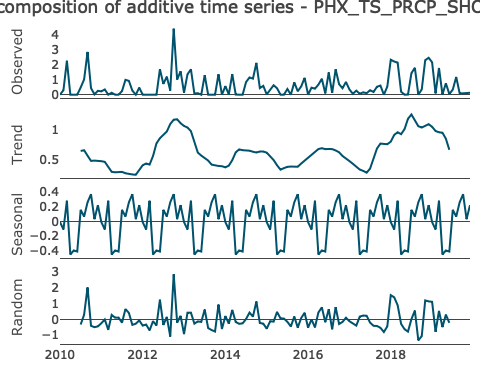 composition of additive time series - PHX_TS_PRCP_SHO
Observed
4
3
2
1
0
Trend
1
0.5
Seasonal
0.4
0.2
0
−0.2
−0.4
Random
3
2
1
0
−1
2010 2012 2014 2016 2018